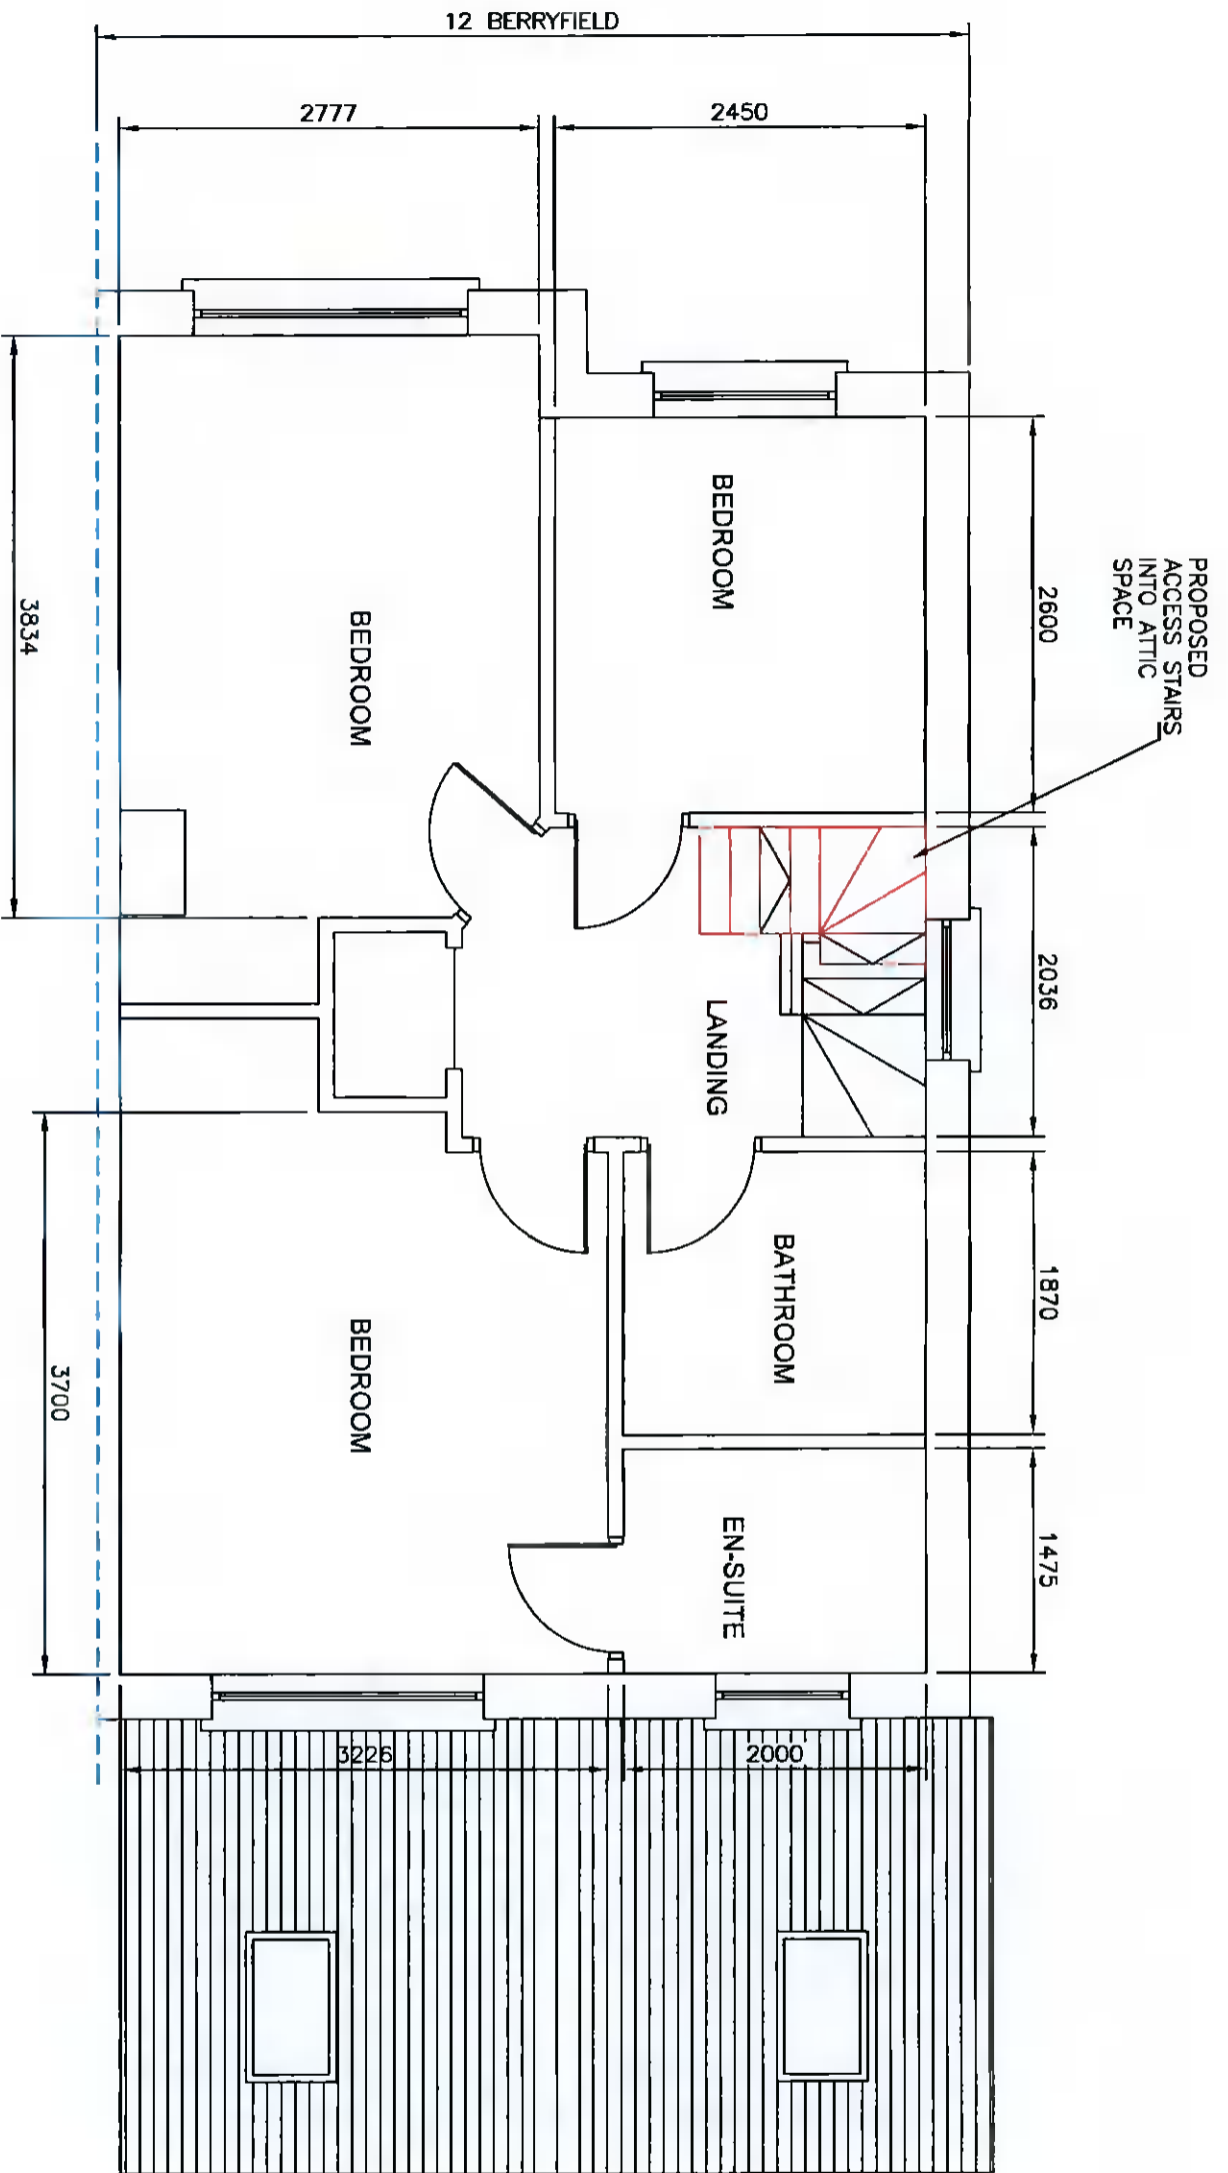 12 BERRYFIELD
2777
2450
PROPOSED
ACCESS STAIRS
INTO ATTIC
SPACE
2600
BEDROOM
BEDROOM
3834
2036
LANDING
1870
BATHROOM
BEDROOM
3700
1475
EN-SUITE
3226
2000